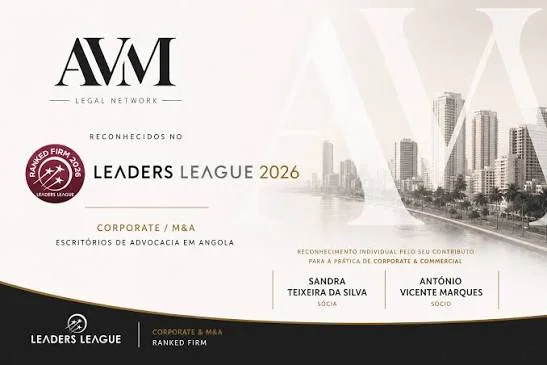 AVM
LEGAL NETWORK
RECONHECIDOS NO
RANKED FIRM 2026
LEADERS LEAGUE
LEADERS LEAGUE 2026
CORPORATE / M&A
ESCRITÓRIOS DE ADVOCACIA EM ANGOLA
RECONHECIMENTO INDIVIDUAL PELO SEU CONTRIBUTO
PARA A PRÁTICA DE CORPORATE & COMMERCIAL
SANDRA
TEIXEIRA DA SILVA
SÓCIA
ANTÓNIO
VICENTE MARQUES
SÓCIO
LEADERS LEAGUE
CORPORATE & M&A
RANKED FIRM